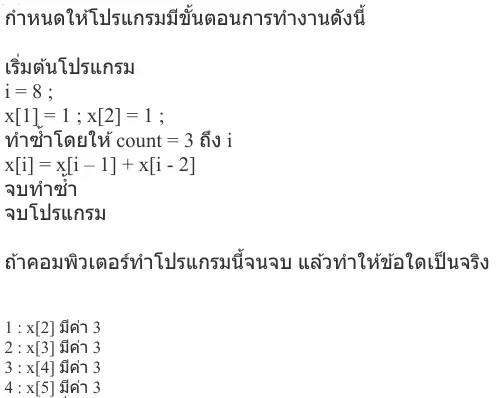 กำหนดให้โปรแกรมมีขั้นตอนการทำงานดังนี้
เริ่มต้นโปรแกรม
i = 8 ;
x[1] = 1 ; x[2] = 1 ;
ทำซ้ำโดยให้ count = 3 ถึง i
x[i] = x[i – 1] + x[i - 2]
จบทำซ้ำ
จบโปรแกรม
ถ้าคอมพิวเตอร์ทำโปรแกรมนี้จนจบ แล้วทำให้ข้อใดเป็นจริง
1 : x[2] มีค่า 3
2 : x[3] มีค่า 3
3 : x[4] มีค่า 3
4 : x[5] มีค่า 3